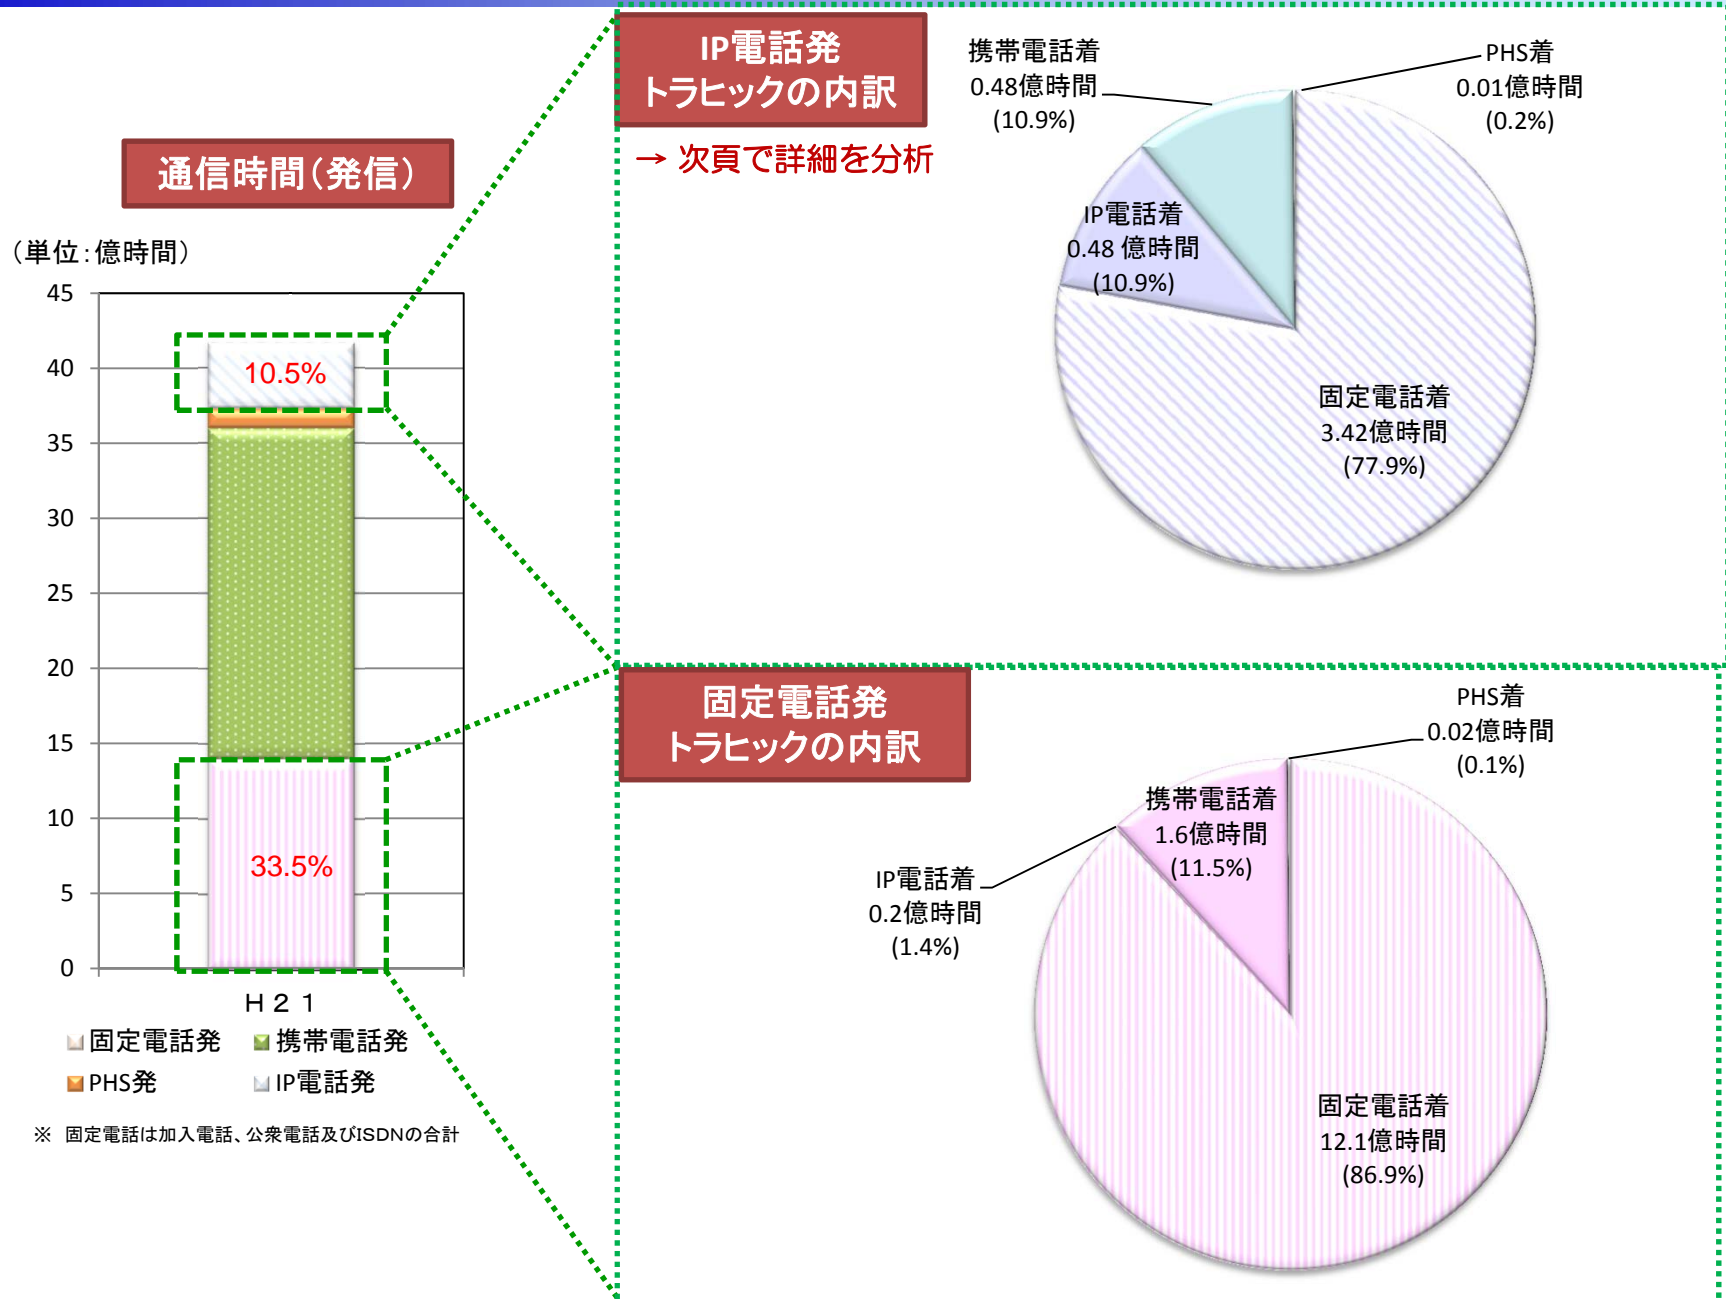 通信時間(発信)
(単位:億時間)
45
40
35
30
25
20
15
10
5
0
10.5%
33.5%
H21
固定電話発
携帯電話発
PHS発
IP電話発
※ 固定電話は加入電話、公衆電話及びISDNの合計
IP電話発
トラヒックの内訳
→ 次頁で詳細を分析
携帯電話着
0.48億時間
(10.9%)
PHS着
0.01億時間
(0.2%)
IP電話着
0.48 億時間
(10.9%)
固定電話着
3.42億時間
(77.9%)
固定電話発
トラヒックの内訳
PHS着
0.02億時間
(0.1%)
携帯電話着
1.6億時間
(11.5%)
IP電話着
0.2億時間
(1.4%)
固定電話着
12.1億時間
(86.9%)